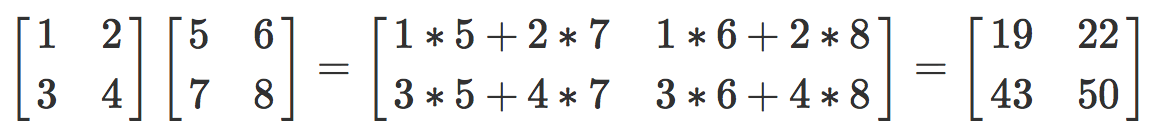 [1 2] [5 6] = [1 * 5 + 2 * 7 1 * 6 + 2 * 8] = [19 22]
[3 4] [7 8] [3 * 5 + 4 * 7 3 * 6 + 4 * 8] [43 50]